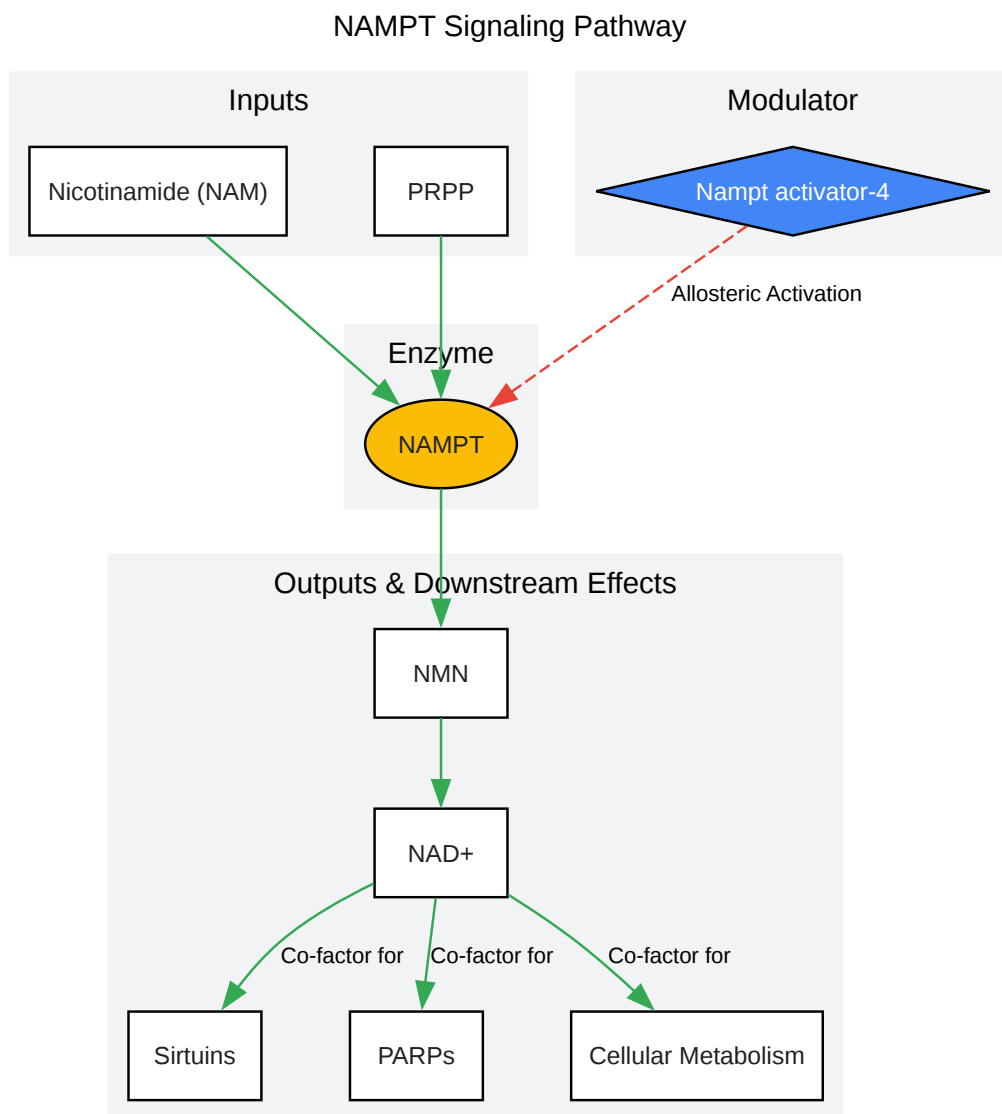 NAMPT Signaling Pathway
Inputs
Modulator
Nicotinamide (NAM)
PRPP
Nampt activator-4
Allosteric Activation
Enzyme
NAMPT
Outputs & Downstream Effects
NMN
NAD+
Co-factor for
Co-factor for
Co-factor for
Sirtuins
PARPs
Cellular Metabolism